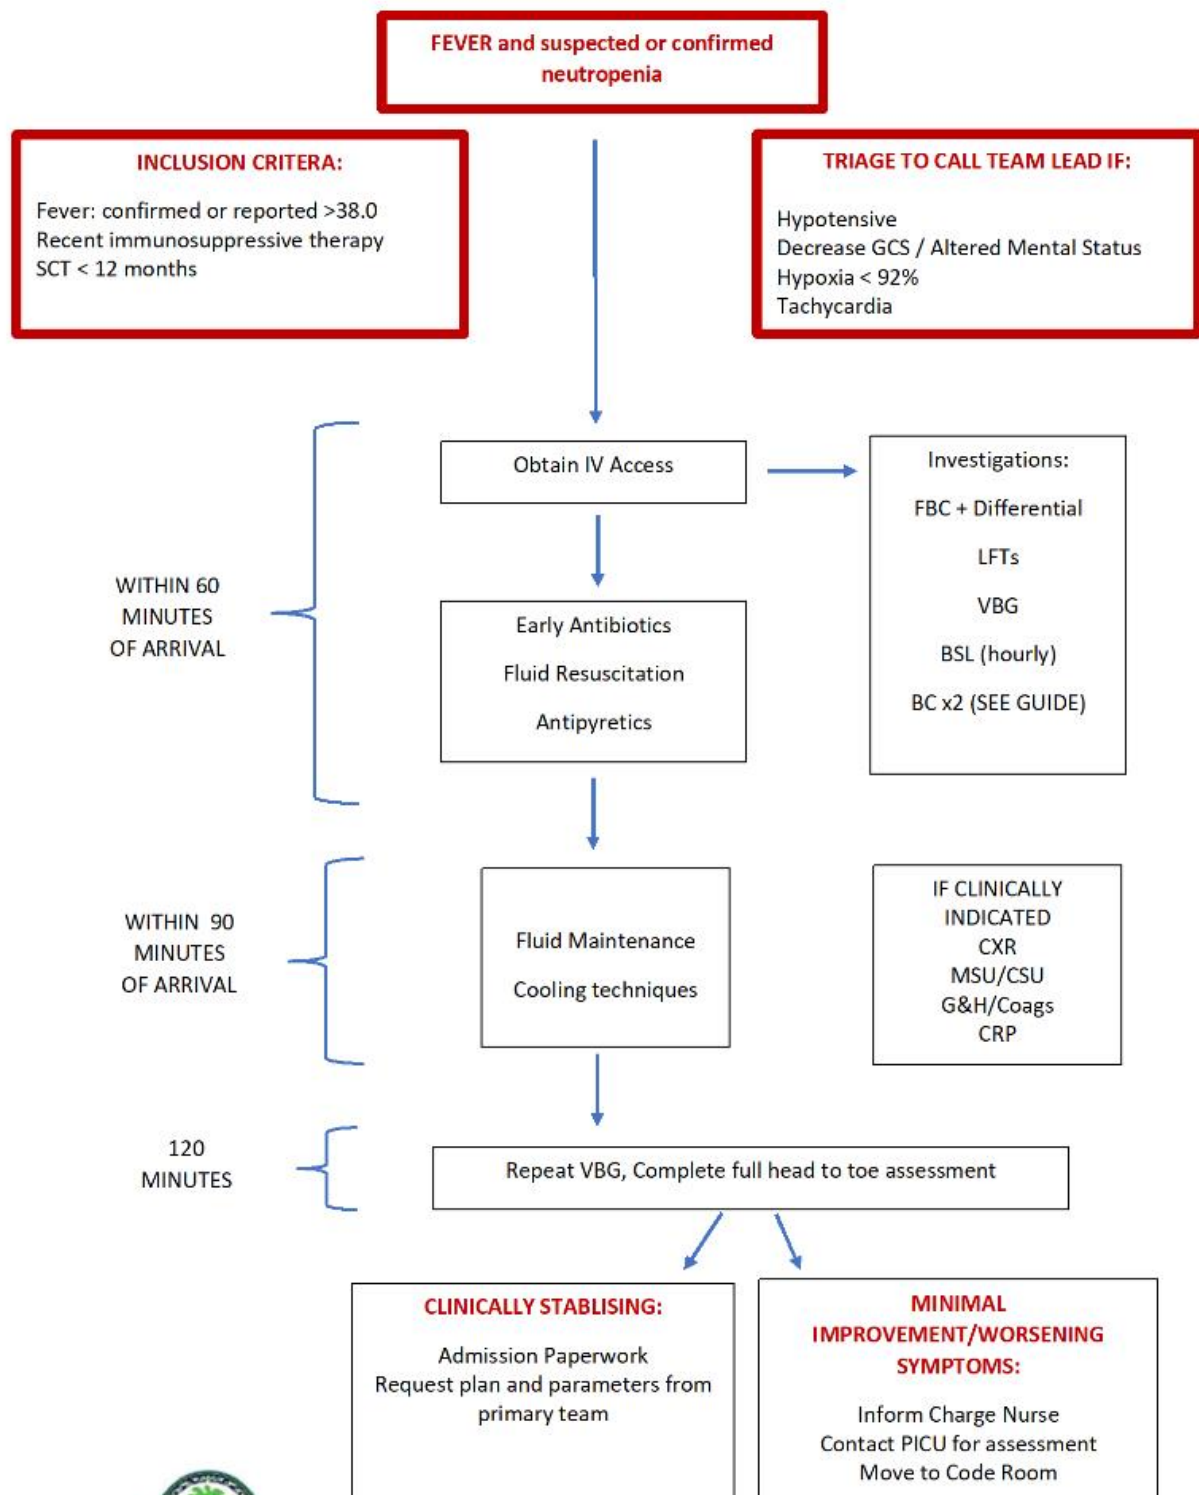 FEVER and suspected or confirmed
neutropenia
INCLUSION CRITERA:
Fever: confirmed or reported >38.0
Recent immunosuppressive therapy
SCT < 12 months
TRIAGE TO CALL TEAM LEAD IF:
Hypotensive
Decrease GCS / Altered Mental Status
Hypoxia < 92%
Tachycardia
WITHIN 60
MINUTES
OF ARRIVAL
Obtain IV Access
Investigations:
FBC + Differential
LFTs
VBG
BSL (hourly)
BC x2 (SEE GUIDE)
Early Antibiotics
Fluid Resuscitation
Antipyretics
WITHIN 90
MINUTES
OF ARRIVAL
Fluid Maintenance
Cooling techniques
IF CLINICALLY
INDICATED
CXR
MSU/CSU
G&H/Coags
CRP
120
MINUTES
Repeat VBG, Complete full head to toe assessment
CLINICALLY STABLISING:
Admission Paperwork
Request plan and parameters from
primary team
MINIMAL
IMPROVEMENT/WORSENING
SYMPTOMS:
Inform Charge Nurse
Contact PICU for assessment
Move to Code Room